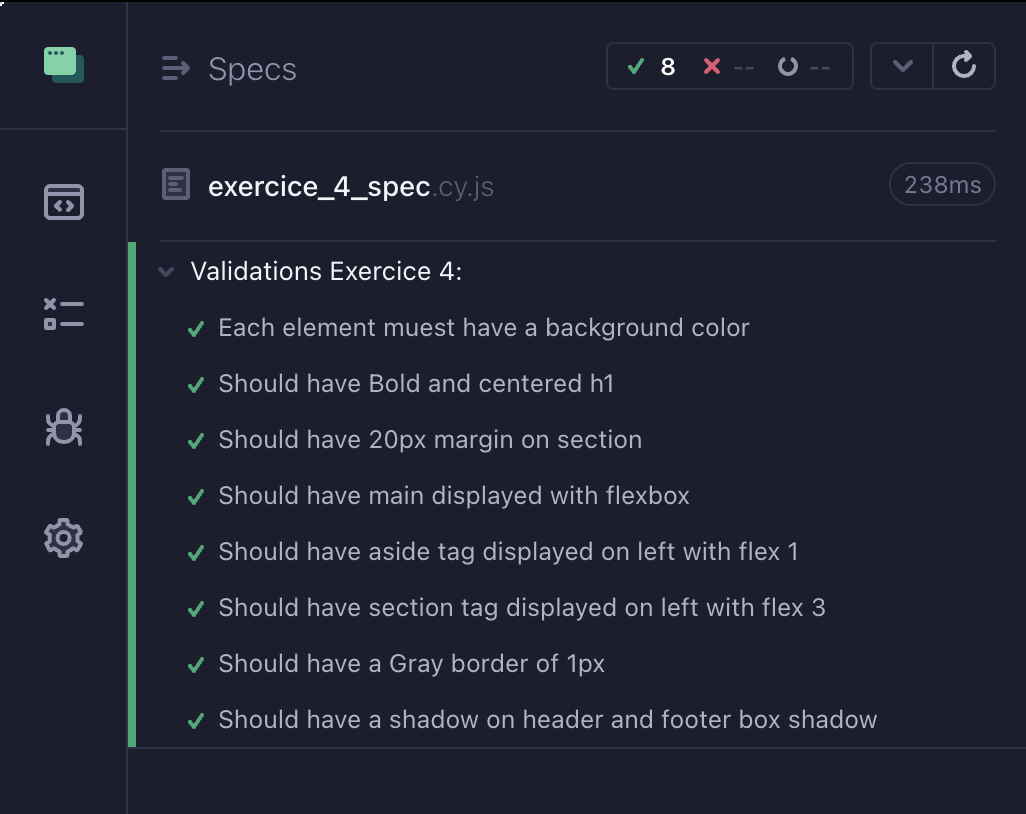 Specs
8 -- --
exercice_4_spec.cy.js
238ms
Validations Exercice 4:
Each element muest have a background color
Should have Bold and centered h1
Should have 20px margin on section
Should have main displayed with flexbox
Should have aside tag displayed on left with flex 1
Should have section tag displayed on left with flex 3
Should have a Gray border of 1px
Should have a shadow on header and footer box shadow